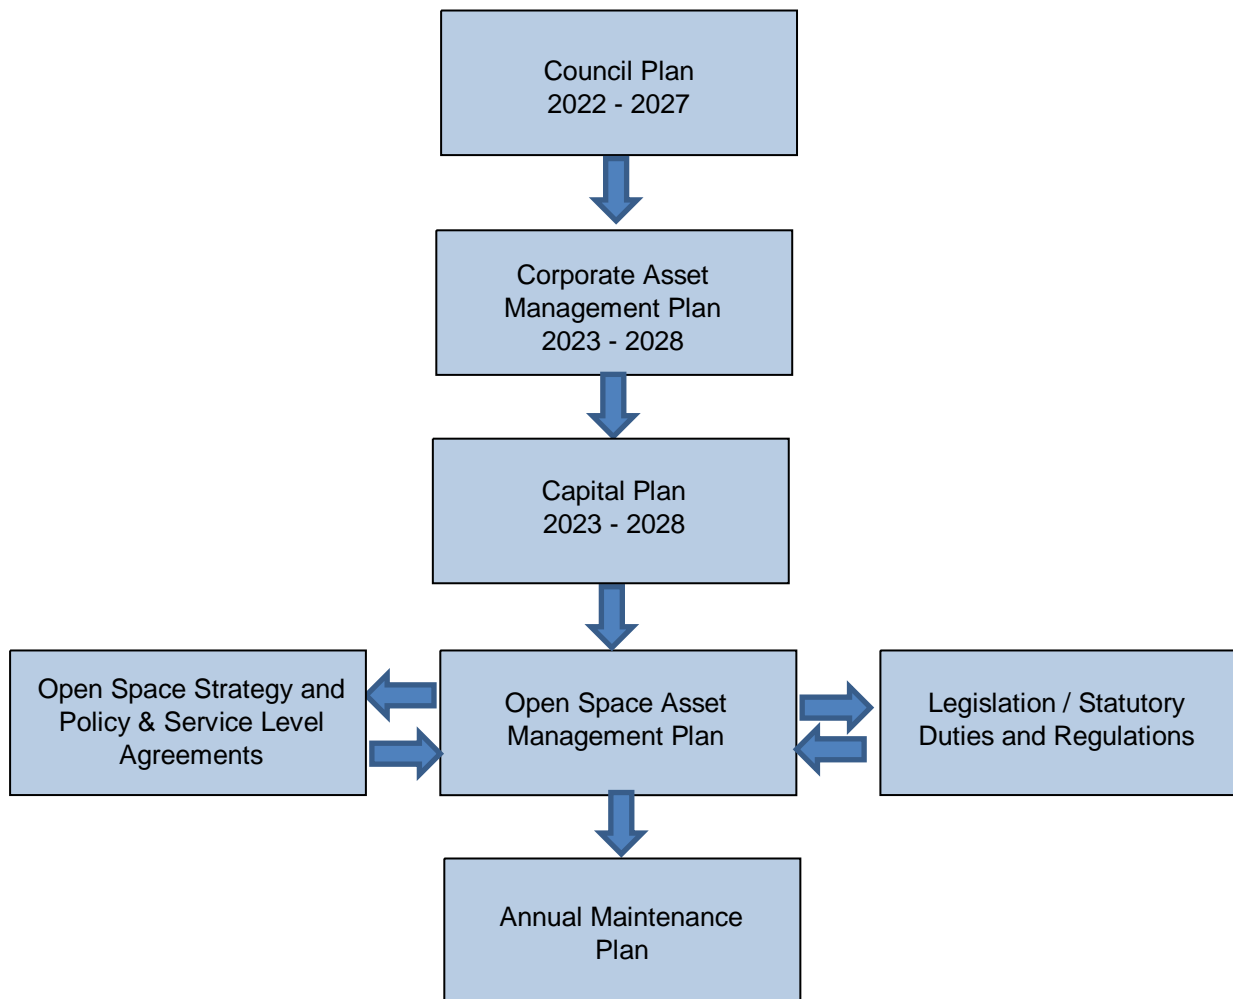 Council Plan
2022 - 2027
Corporate Asset
Management Plan
2023 - 2028
Capital Plan
2023 - 2028
Open Space Strategy and
Policy & Service Level
Agreements
Open Space Asset
Management Plan
Legislation / Statutory
Duties and Regulations
Annual Maintenance
Plan